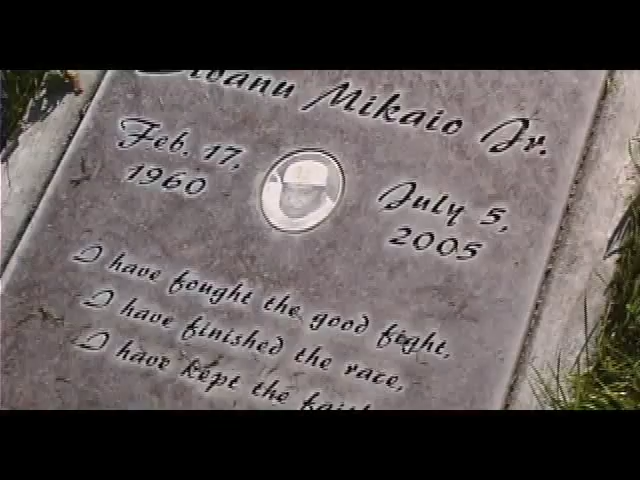 Mikaio Jr.
Feb. 17,
1960
July 5,
2005
I have fought the good fight,
I have finished the race,
I have kept the faith